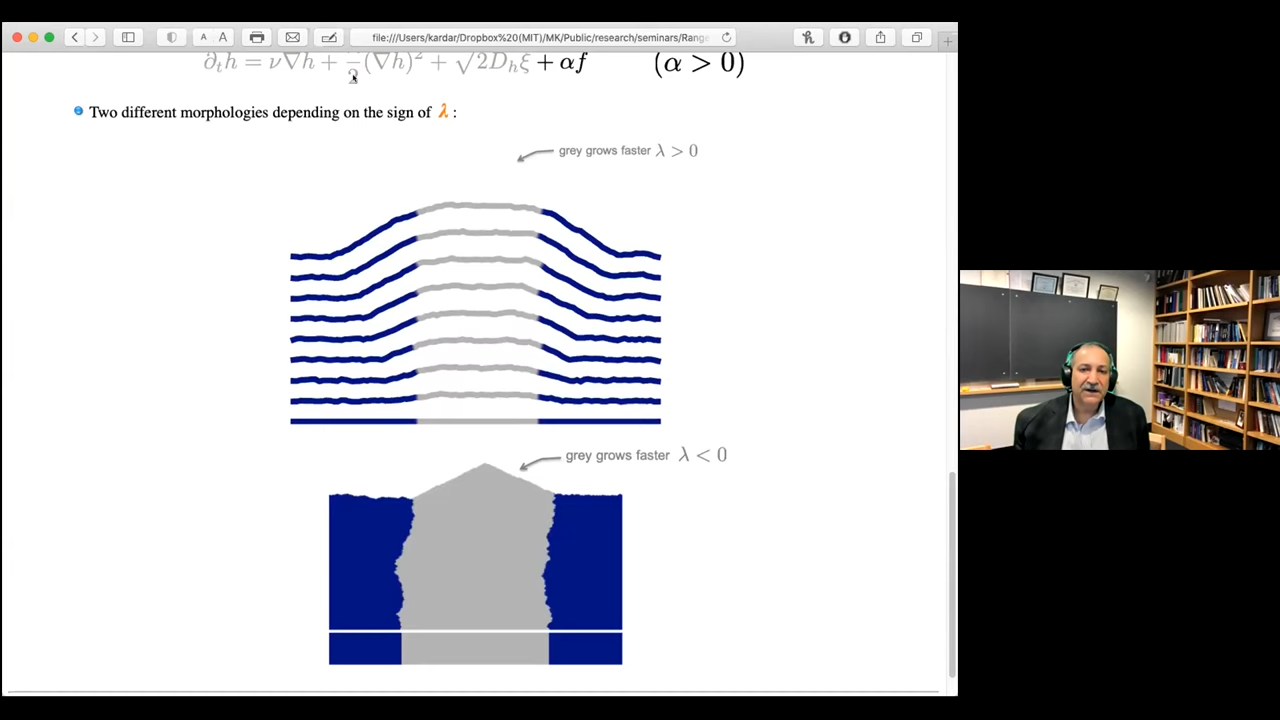 A A
file:///Users/kardar/Dropbox%20(MIT)/MK/Public/research/seminars/Range
∂ₜh = ν∇h + 2(∇h)² + √2Dₕξ + αf (α > 0)
Two different morphologies depending on the sign of λ :
grey grows faster λ > 0
grey grows faster λ < 0